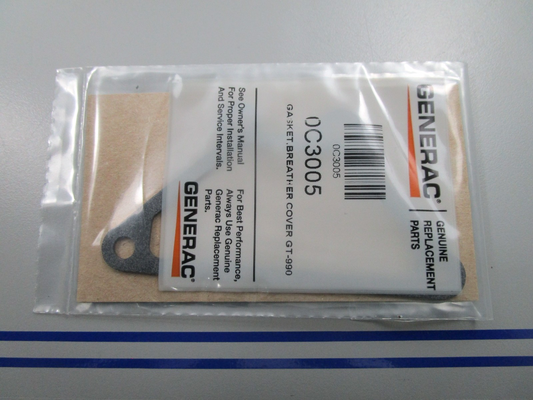 GENERAC®
GENUINE
REPLACEMENT
PARTS
0C3005
0C3005
GASKET,BREATHER COVER GT-990
See Owner's Manual
For Proper Installation
And Service Intervals.
For Best Performance,
Always Use Genuine
Generac Replacement
Parts.
GENERAC®